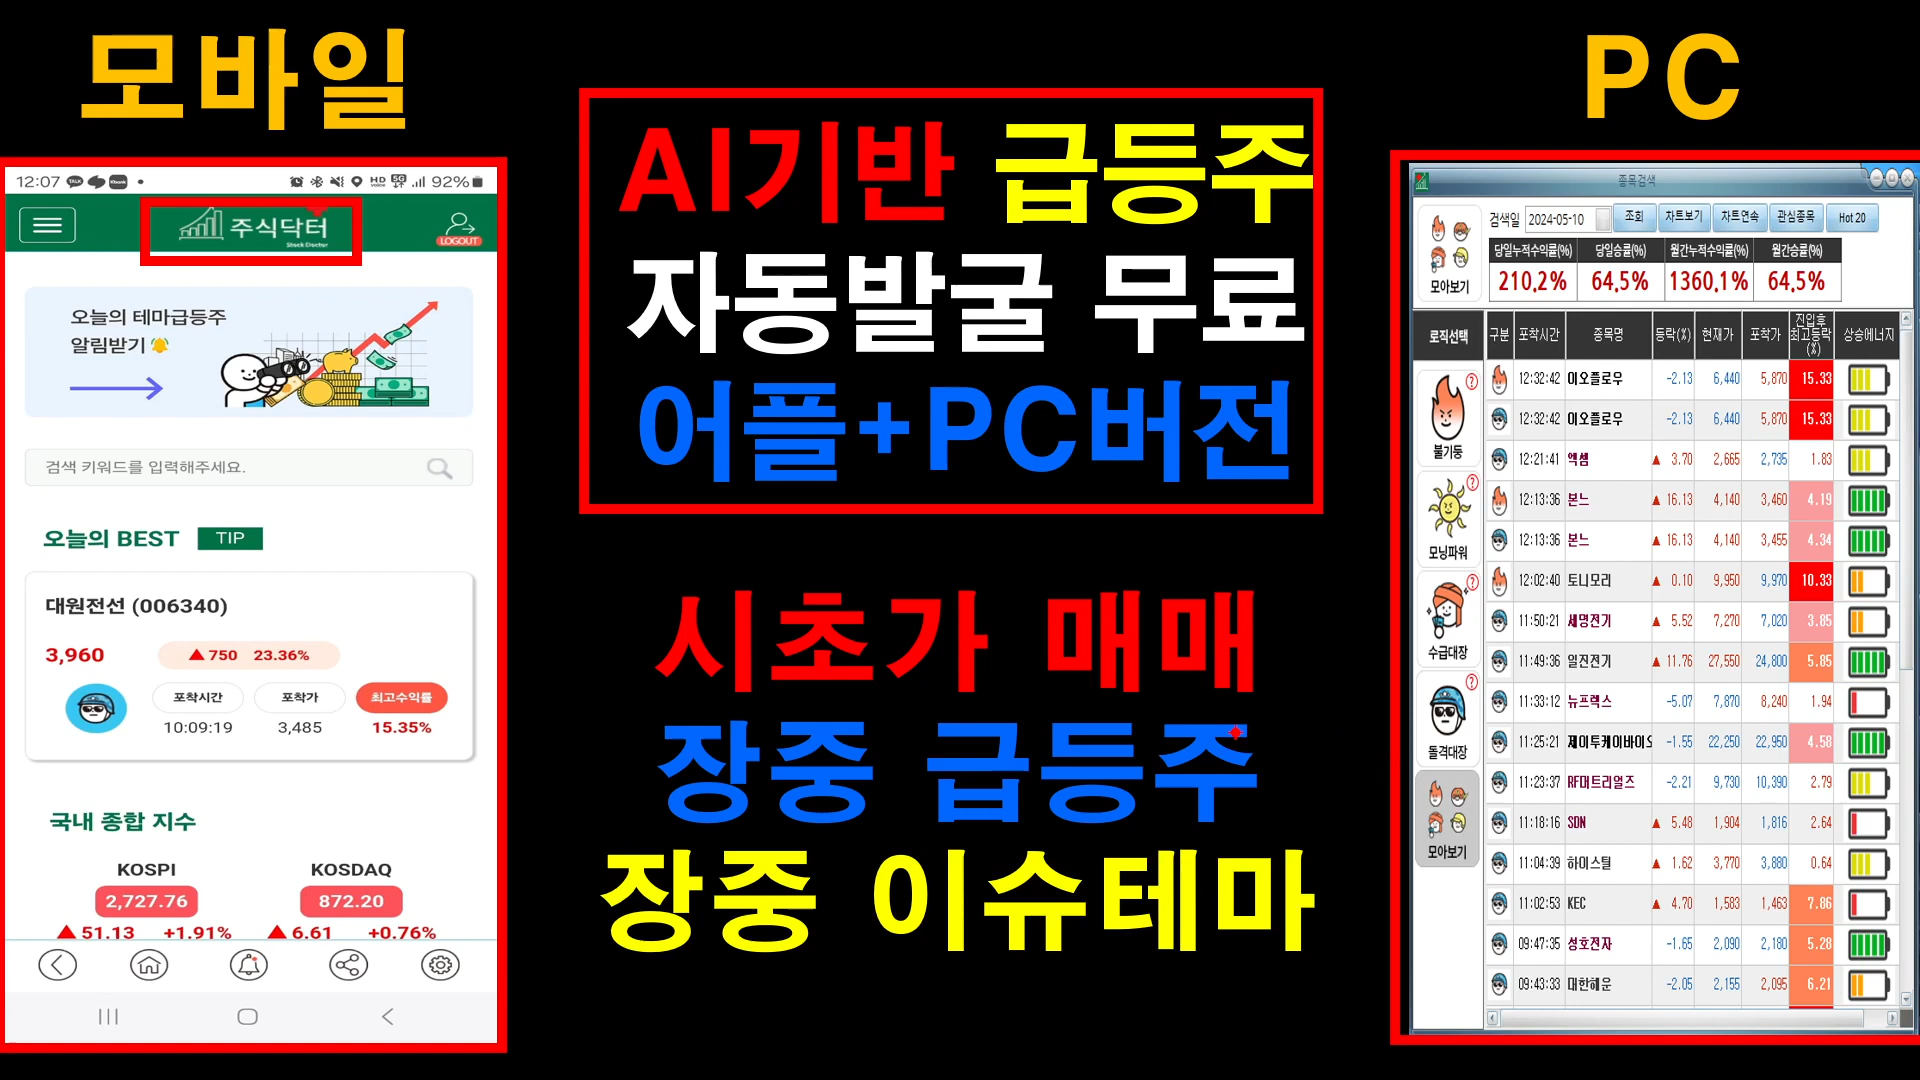 모바일
12:07 TALK Kbank HD VOICE 5G 92%
주식닥터
Stock Doctor
LOGOUT
오늘의 테마급등주
알림받기
검색 키워드를 입력해주세요.
오늘의 BEST TIP
대원전선 (006340)
3,960 ▲ 750 23.36%
포착시간 포착가 최고수익률
10:09:19 3,485 15.35%
국내 종합 지수
KOSPI KOSDAQ
2,727.76 872.20
▲ 51.13 +1.91% ▲ 6.61 +0.76%
AI기반 급등주
자동발굴 무료
어플+PC버전
시초가 매매
장중 급등주
장중 이슈테마
PC
종목검색
모아보기
검색일 2024-05-10 조회 차트보기 차트연속 관심종목 Hot 20
당일누적수익률(%) 당일승률(%) 월간누적수익률(%) 월간승률(%)
210,2% 64,5% 1360,1% 64,5%
로직선택
불기둥
모닝파워
수급대장
돌격대장
모아보기
구분 포착시간 종목명 등락(%) 현재가 포착가 진입후최고등락(%) 상승에너지
12:32:42 이오플로우 -2.13 6,440 5,870 15.33
12:32:42 이오플로우 -2.13 6,440 5,870 15.33
12:21:41 엑셈 ▲ 3.70 2,665 2,735 1.83
12:13:36 본느 ▲ 16.13 4,140 3,460 4.19
12:13:36 본느 ▲ 16.13 4,140 3,455 4.34
12:02:40 토니모리 ▲ 0.10 9,950 9,970 10.33
11:50:21 세명전기 ▲ 5.52 7,270 7,020 3.85
11:49:36 일진전기 ▲ 11.76 27,550 24,800 5.85
11:33:12 뉴프렉스 -5.07 7,870 8,240 1.94
11:25:21 제이투케이바이오 -1.55 22,250 22,950 4.58
11:23:37 RF머트리얼즈 -2.21 9,730 10,390 2.79
11:18:16 SDN ▲ 5.48 1,904 1,816 2.64
11:04:39 하이스틸 ▲ 1.62 3,770 3,880 0.64
11:02:53 KEC ▲ 4.70 1,583 1,463 7.86
09:47:35 성호전자 -1.65 2,090 2,180 5.28
09:43:33 대한해운 -2.05 2,155 2,095 6.21